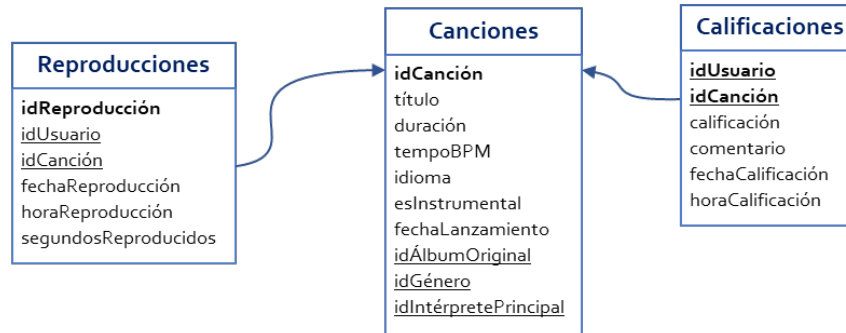 Reproducciones
idReproducción
idUsuario
idCanción
fechaReproducción
horaReproducción
segundosReproducidos
Canciones
idCanción
título
duración
tempoBPM
idioma
esInstrumental
fechaLanzamiento
idÁlbumOriginal
idGénero
idIntérpretePrincipal
Calificaciones
idUsuario
idCanción
calificación
comentario
fechaCalificación
horaCalificación